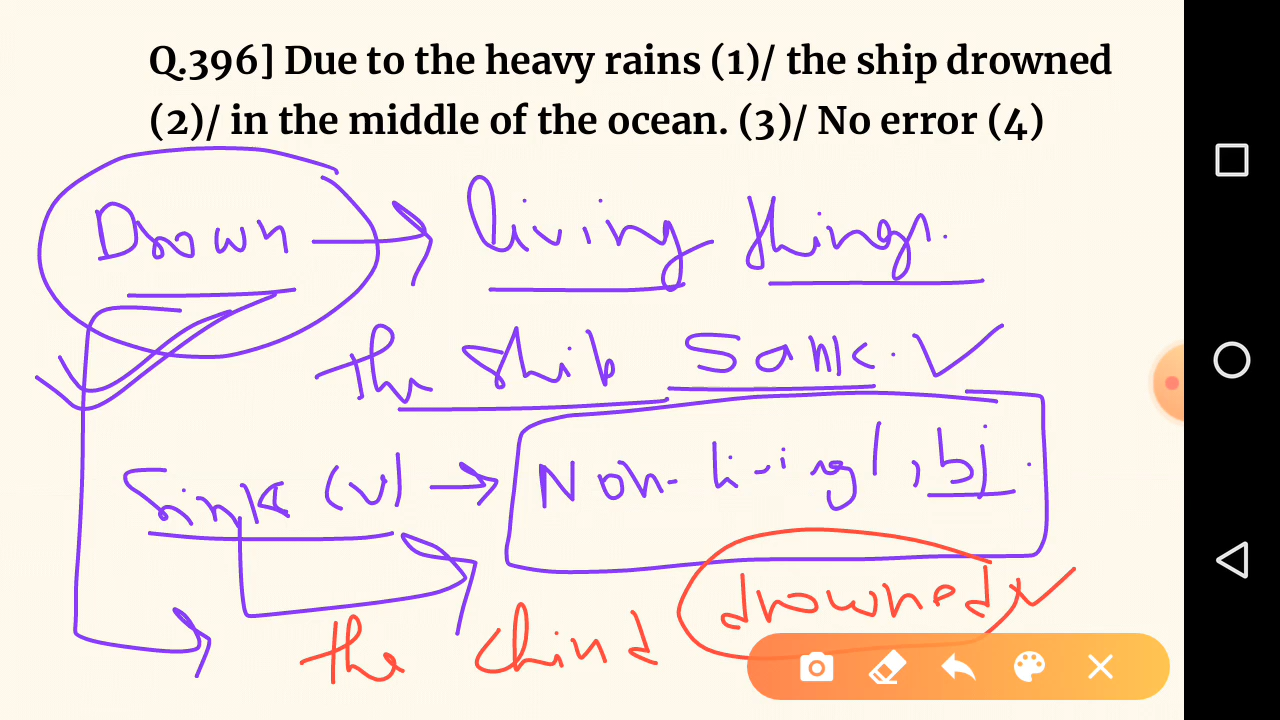 Q.396] Due to the heavy rains (1)/ the ship drowned
(2)/ in the middle of the ocean. (3)/ No error (4)
Drown → living things.
the ship sank. ✓
Sink (v) → Non-living obj.
the child drowned ✓